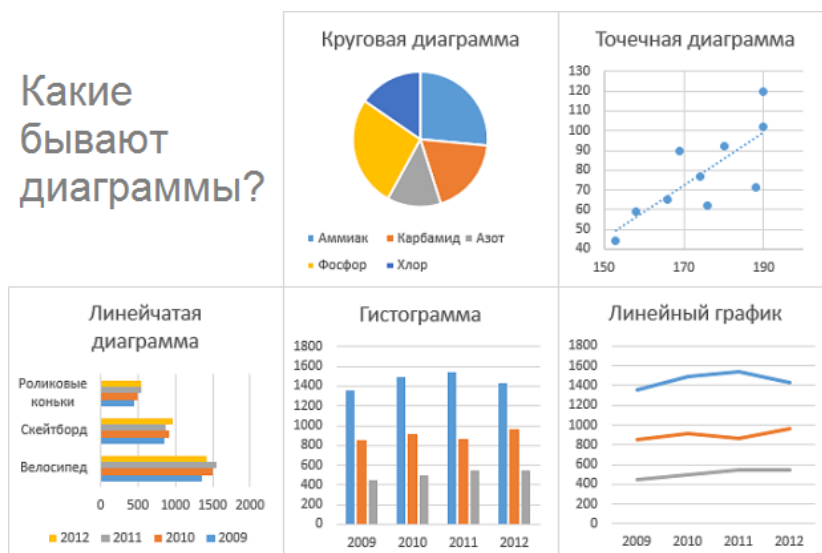 Какие
бывают
диаграммы?
Круговая диаграмма
Аммиак Карбамид Азот
Фосфор Хлор
Точечная диаграмма
130
120
110
100
90
80
70
60
50
40
150 170 190
Линейчатая
диаграмма
Роликовые
коньки
Скейтборд
Велосипед
0 500 1000 1500 2000
2012 2011 2010 2009
Гистограмма
1800
1600
1400
1200
1000
800
600
400
200
0
2009 2010 2011 2012
Линейный график
1800
1600
1400
1200
1000
800
600
400
200
0
2009 2010 2011 2012